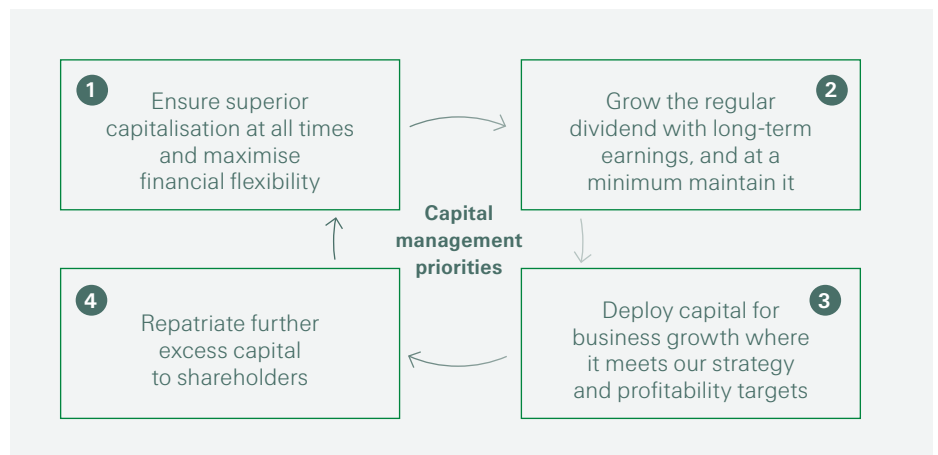 1
Ensure superior
capitalisation at all times
and maximise
financial flexibility
2
Grow the regular
dividend with long-term
earnings, and at a
minimum maintain it
Capital
management
priorities
3
Deploy capital for
business growth where
it meets our strategy
and profitability targets
4
Repatriate further
excess capital
to shareholders